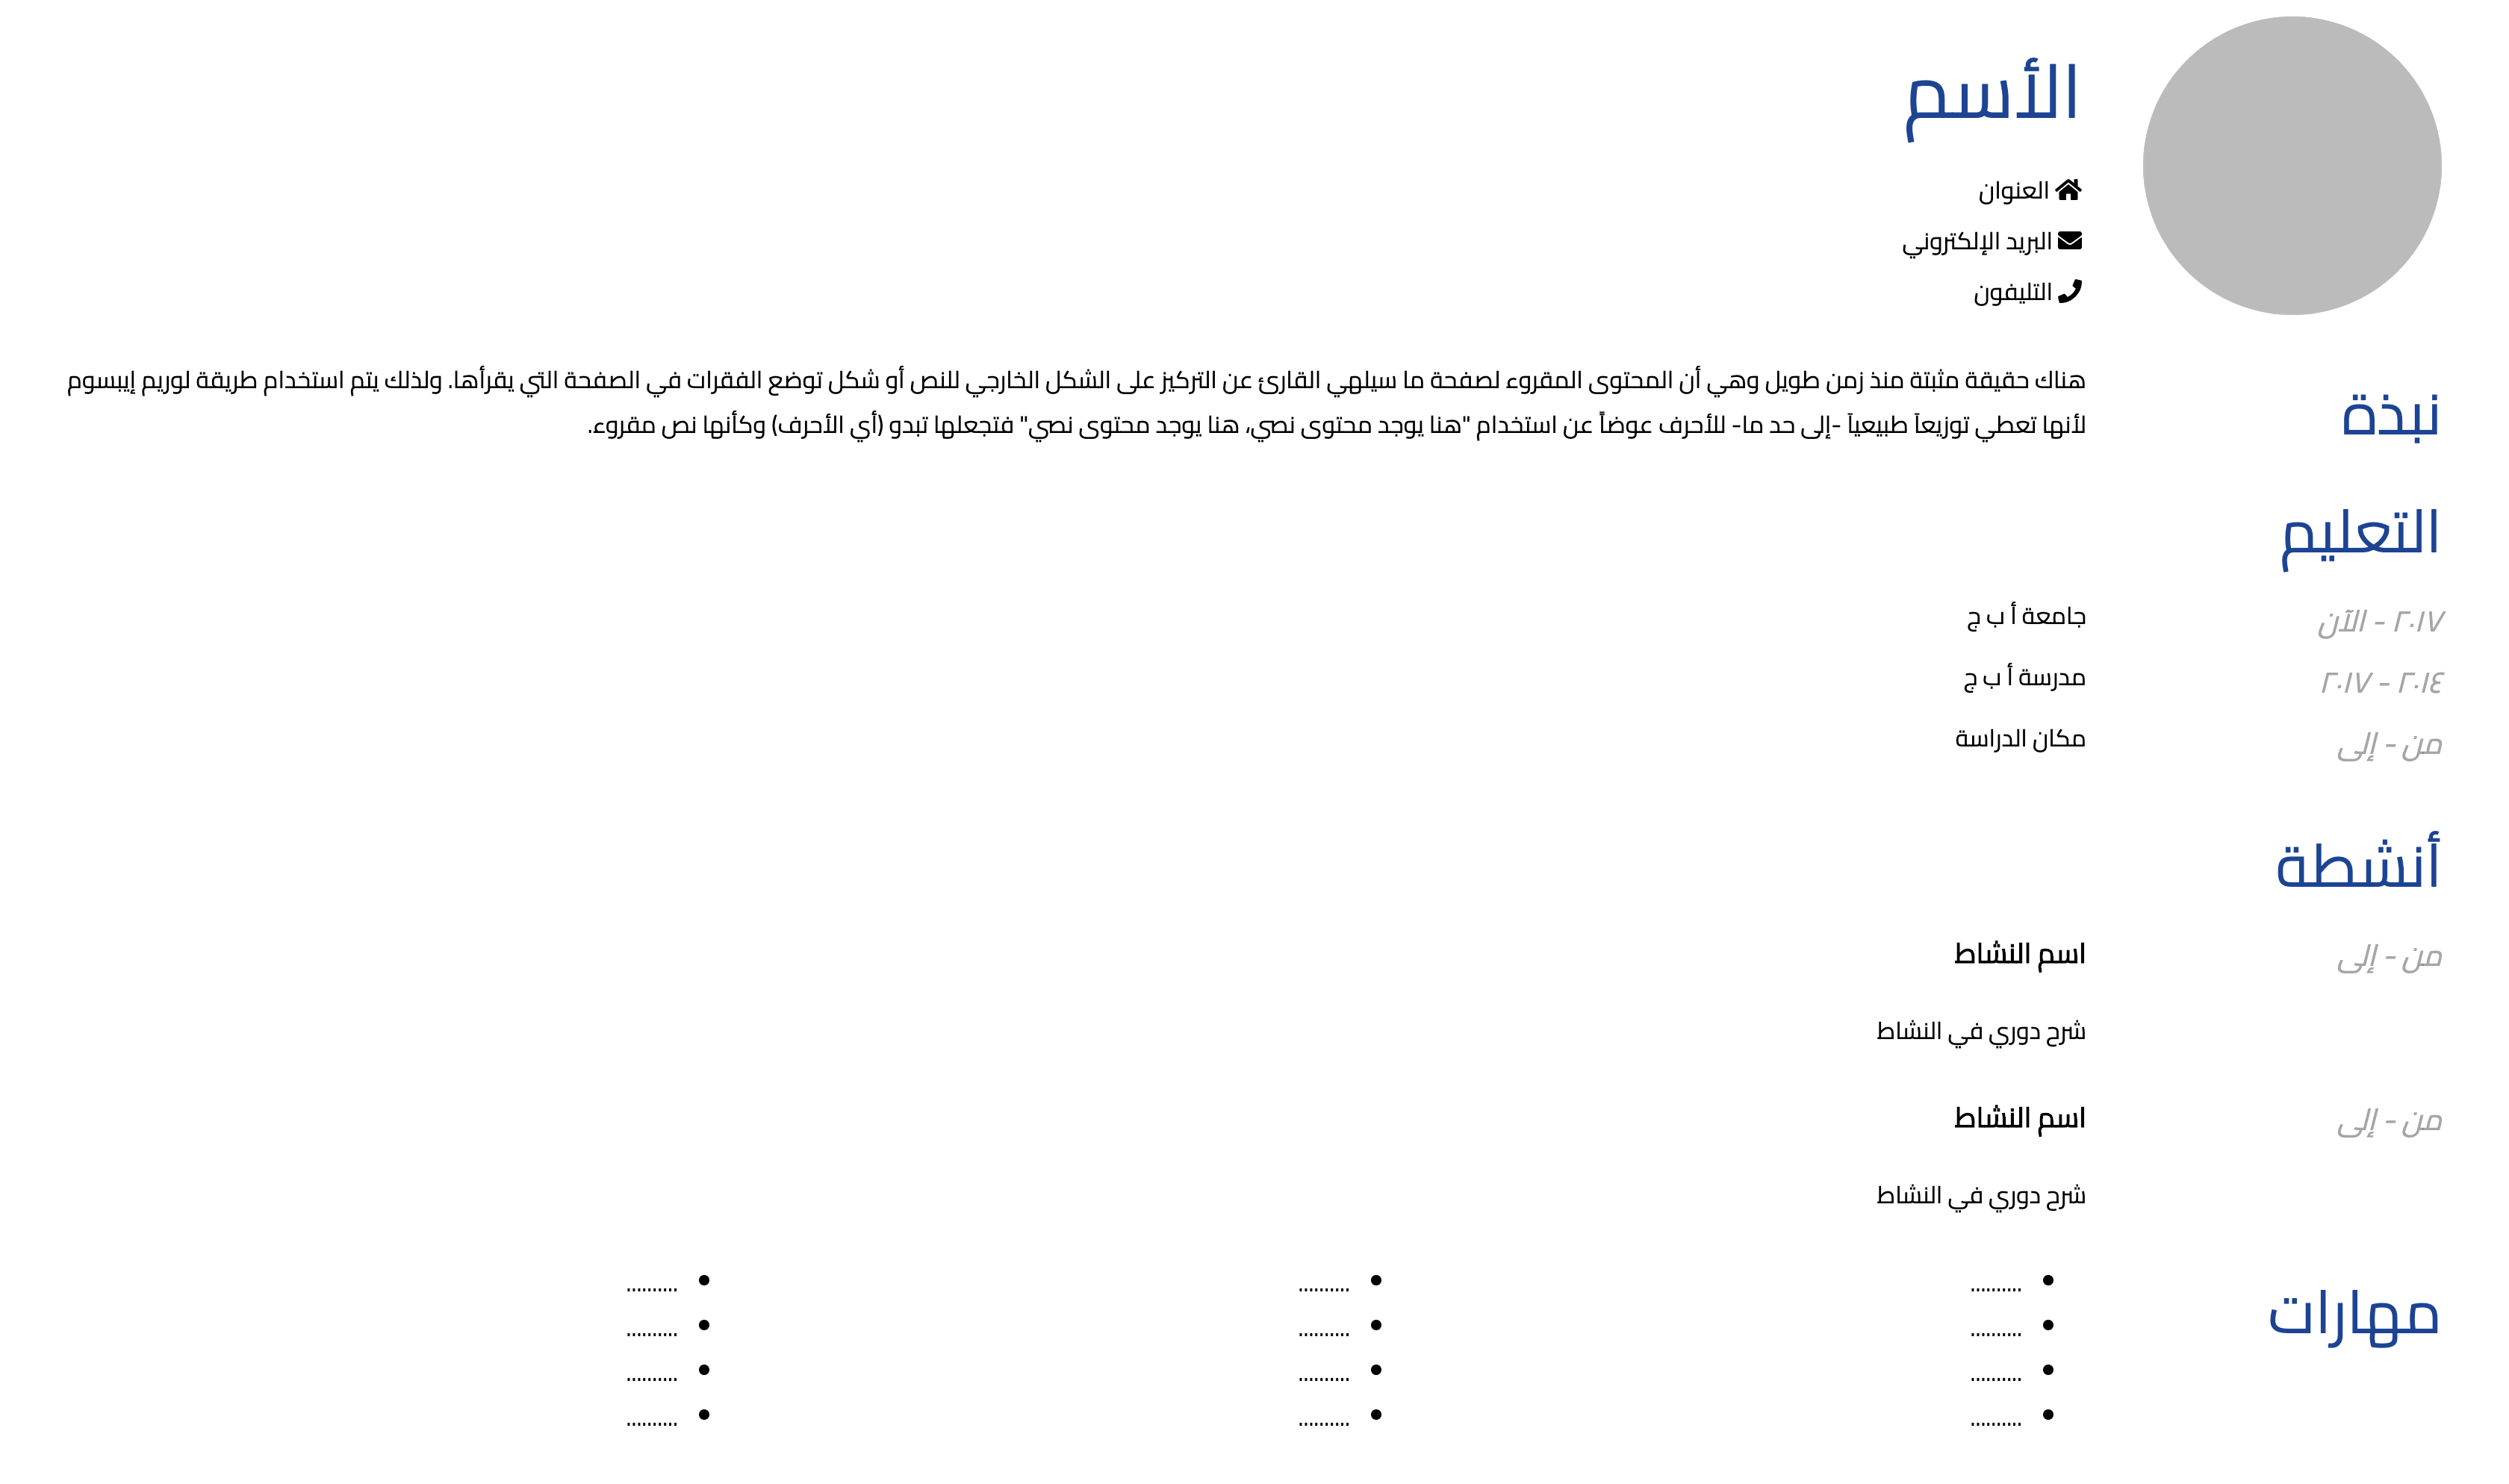 الأسم
العنوان
البريد الإلكتروني
التليفون
نبذة
هناك حقيقة مثبتة منذ زمن طويل وهي أن المحتوى المقروء لصفحة ما سيلهي القارئ عن التركيز على الشكل الخارجي للنص أو شكل توضع الفقرات في الصفحة التي يقرأها. ولذلك يتم استخدام طريقة لوريم إيبسوم
لأنها تعطي توزيعاَ طبيعياَ -إلى حد ما- للأحرف عوضاً عن استخدام "هنا يوجد محتوى نصي، هنا يوجد محتوى نصي" فتجعلها تبدو (أي الأحرف) وكأنها نص مقروء.
التعليم
٢٠١٧ - الآن جامعة أ ب ج
٢٠١٤ - ٢٠١٧ مدرسة أ ب ج
من - إلى مكان الدراسة
أنشطة
من - إلى اسم النشاط
شرح دوري في النشاط
من - إلى اسم النشاط
شرح دوري في النشاط
مهارات
• .......... • .......... • ..........
• .......... • .......... • ..........
• .......... • .......... • ..........
• .......... • .......... • ..........